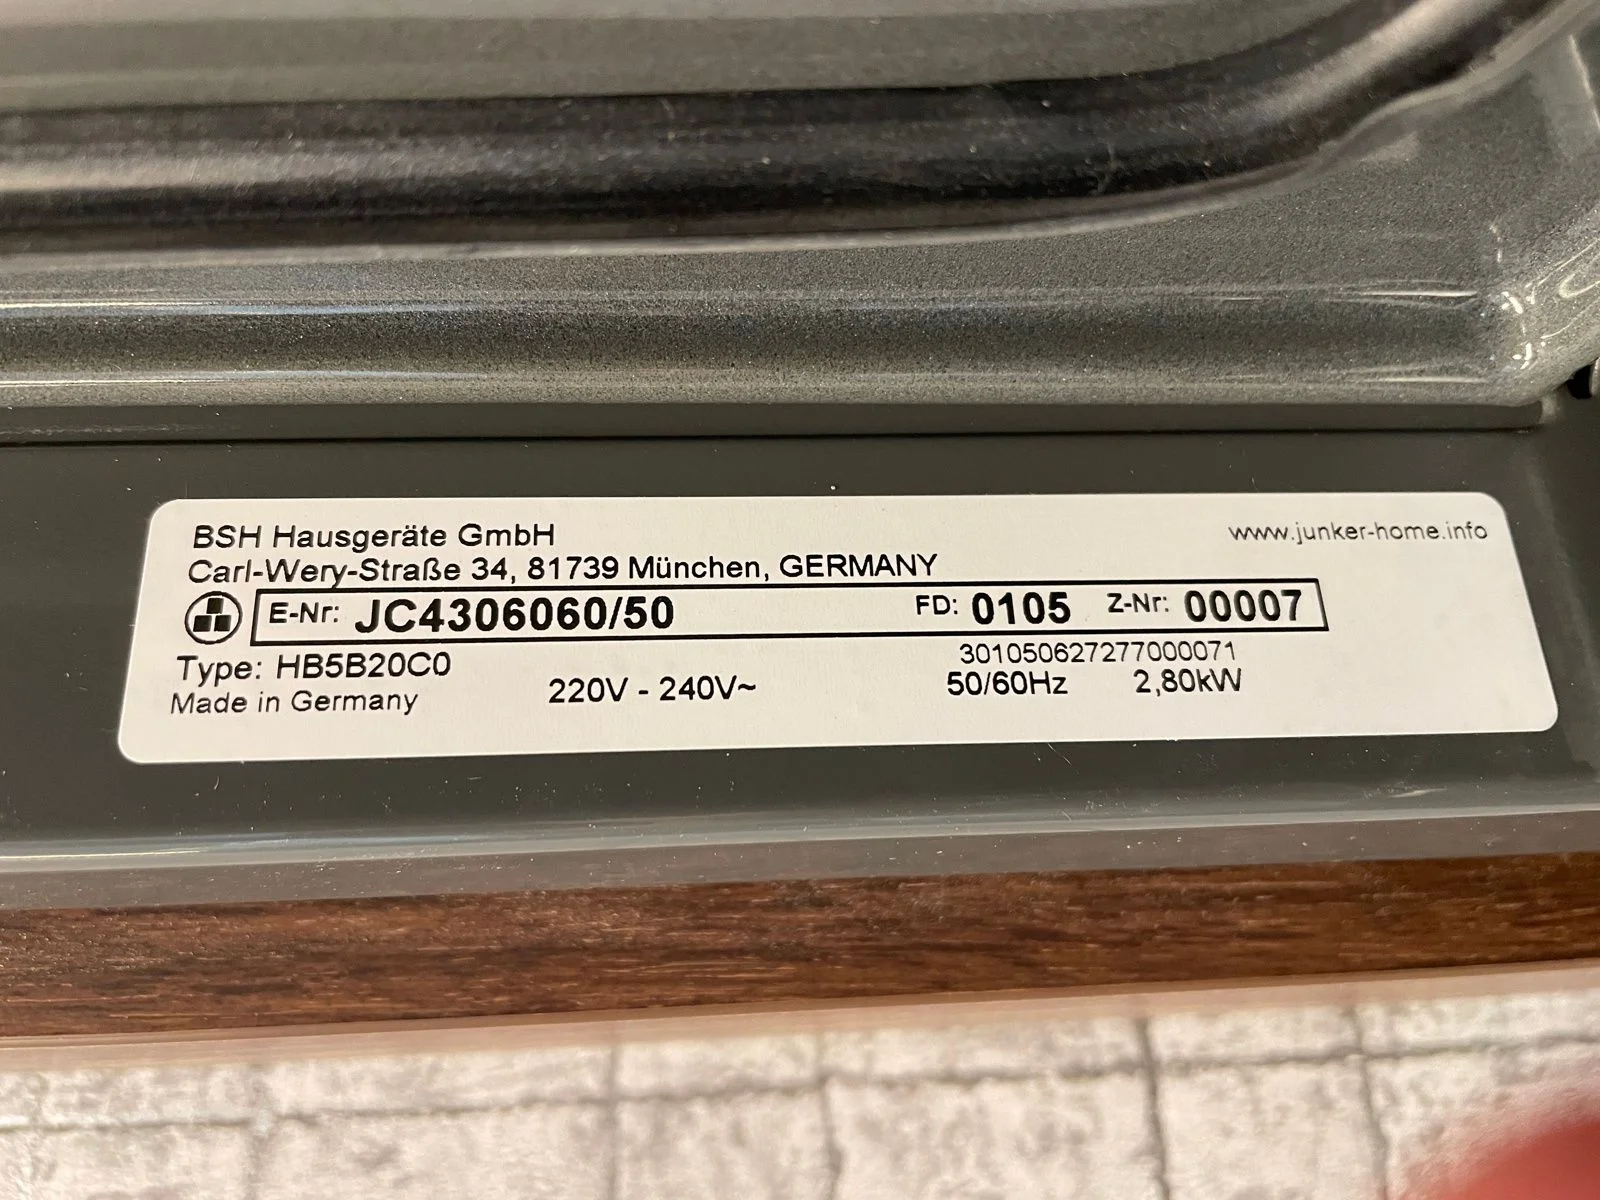 BSH Hausgeräte GmbH
www.junker-home.info
Carl-Wery-Straße 34, 81739 München, GERMANY
E-Nr: JC4306060/50 FD: 0105 Z-Nr: 00007
301050627277000071
Type: HB5B20C0
Made in Germany 220V - 240V~ 50/60Hz 2,80kW